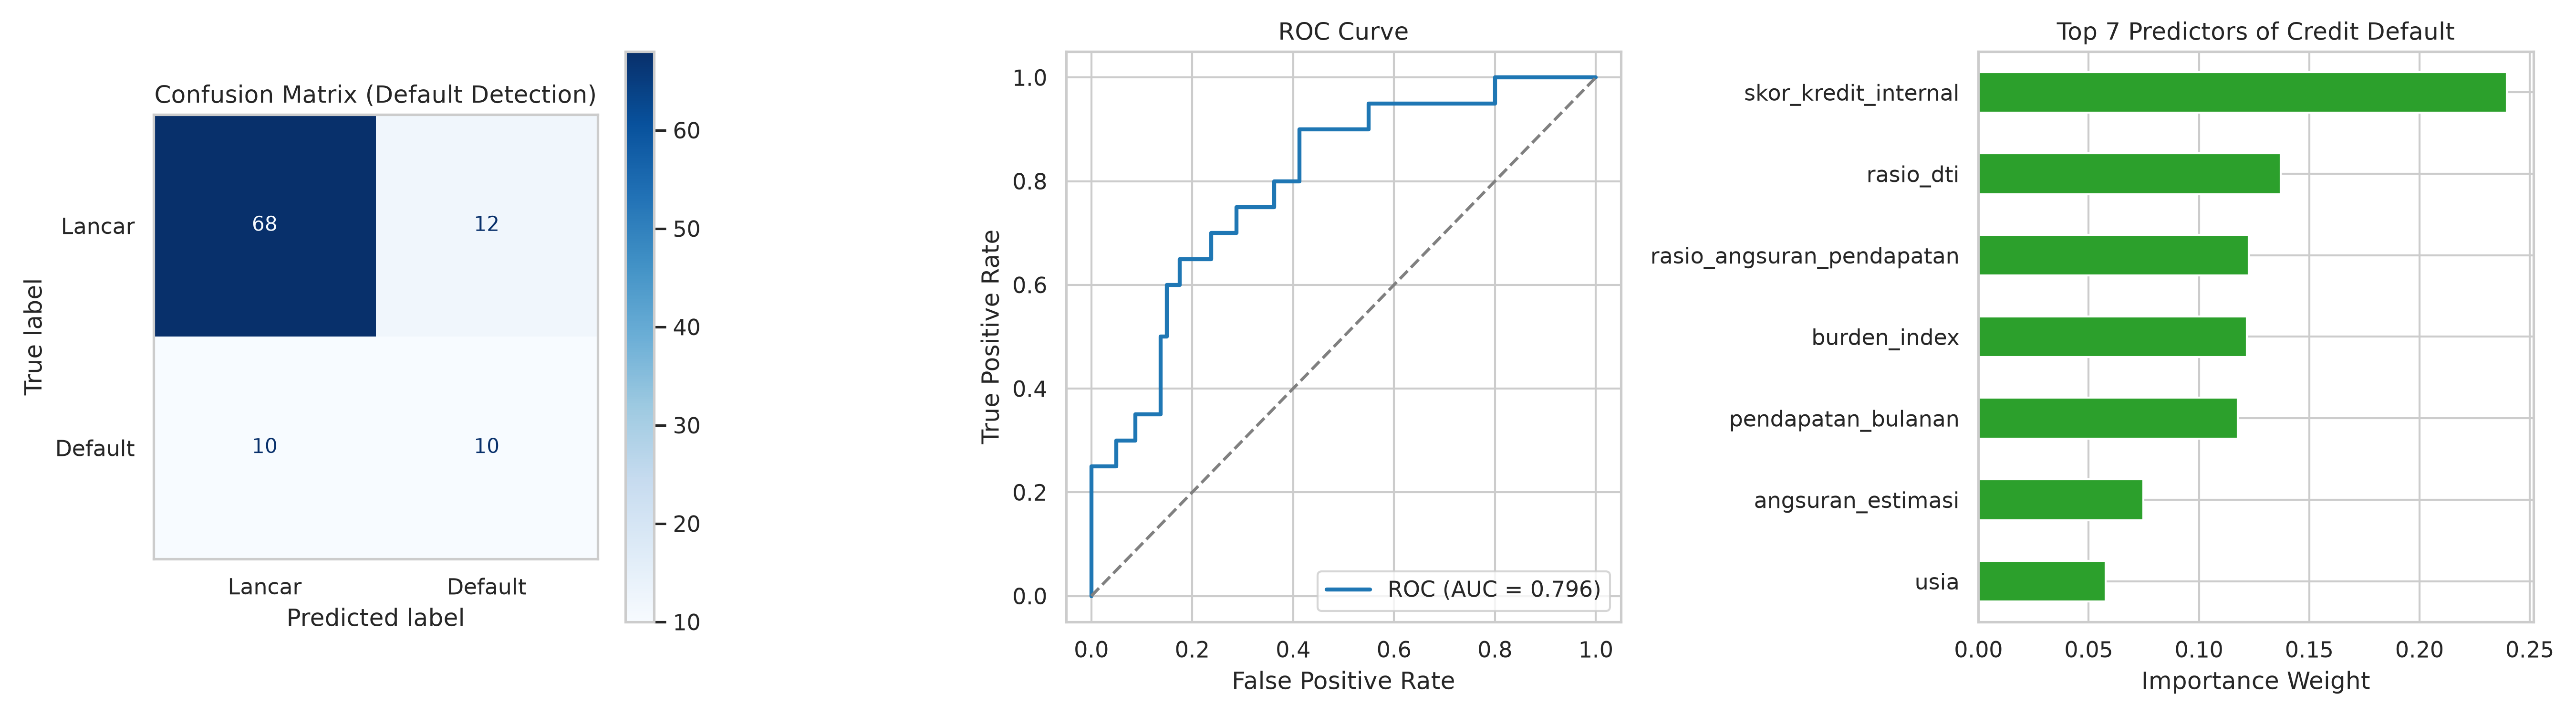 Confusion Matrix (Default Detection)
True label
Lancar
Default
68
12
10
10
Lancar
Default
Predicted label
60
50
40
30
20
10
ROC Curve
True Positive Rate
1.0
0.8
0.6
0.4
0.2
0.0
ROC (AUC = 0.796)
0.0
0.2
0.4
0.6
0.8
1.0
False Positive Rate
Top 7 Predictors of Credit Default
skor_kredit_internal
rasio_dti
rasio_angsuran_pendapatan
burden_index
pendapatan_bulanan
angsuran_estimasi
usia
0.00
0.05
0.10
0.15
0.20
0.25
Importance Weight